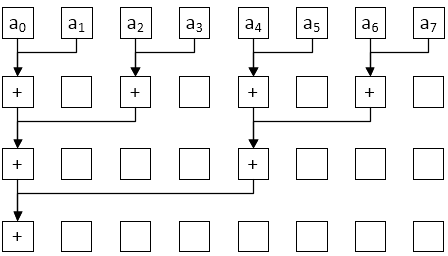 a₀ a₁ a₂ a₃ a₄ a₅ a₆ a₇
+ + + +
+ +
+